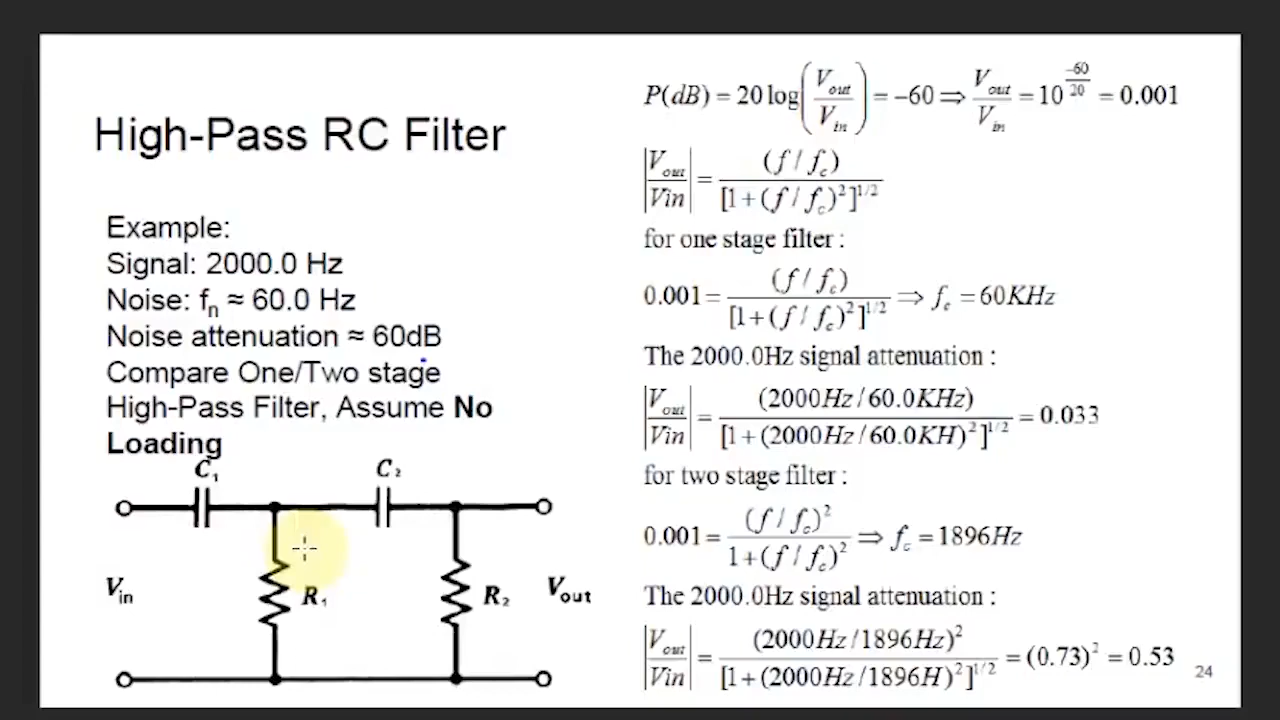 High-Pass RC Filter
Example:
Signal: 2000.0 Hz
Noise: fₙ ≈ 60.0 Hz
Noise attenuation ≈ 60dB
Compare One/Two stage
High-Pass Filter, Assume No
Loading
C₁ C₂
Vin R₁ R₂ Vout
P(dB) = 20 log(Vout/Vin) = −60 ⇒ Vout/Vin = 10^(−60/20) = 0.001
|Vout/Vin| = (f / fc) / [1+(f / fc)²]^1/2
for one stage filter :
0.001 = (f / fc) / [1+(f / fc)²]^1/2 ⇒ fc = 60KHz
The 2000.0Hz signal attenuation :
|Vout/Vin| = (2000Hz / 60.0KHz) / [1+(2000Hz / 60.0KH)²]^1/2 = 0.033
for two stage filter :
0.001 = (f / fc)² / 1+(f / fc)² ⇒ fc = 1896Hz
The 2000.0Hz signal attenuation :
|Vout/Vin| = (2000Hz / 1896Hz)² / [1+(2000Hz / 1896H)²]^1/2 = (0.73)² = 0.53
24